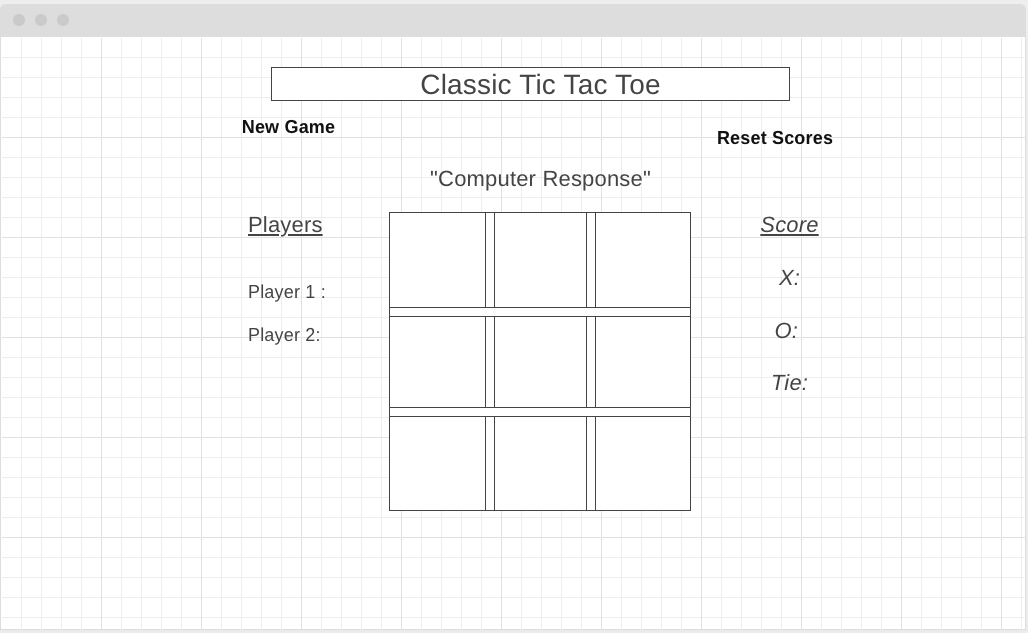 Classic Tic Tac Toe
New Game
Reset Scores
"Computer Response"
Players
Score
Player 1 :
X:
Player 2:
O:
Tie: